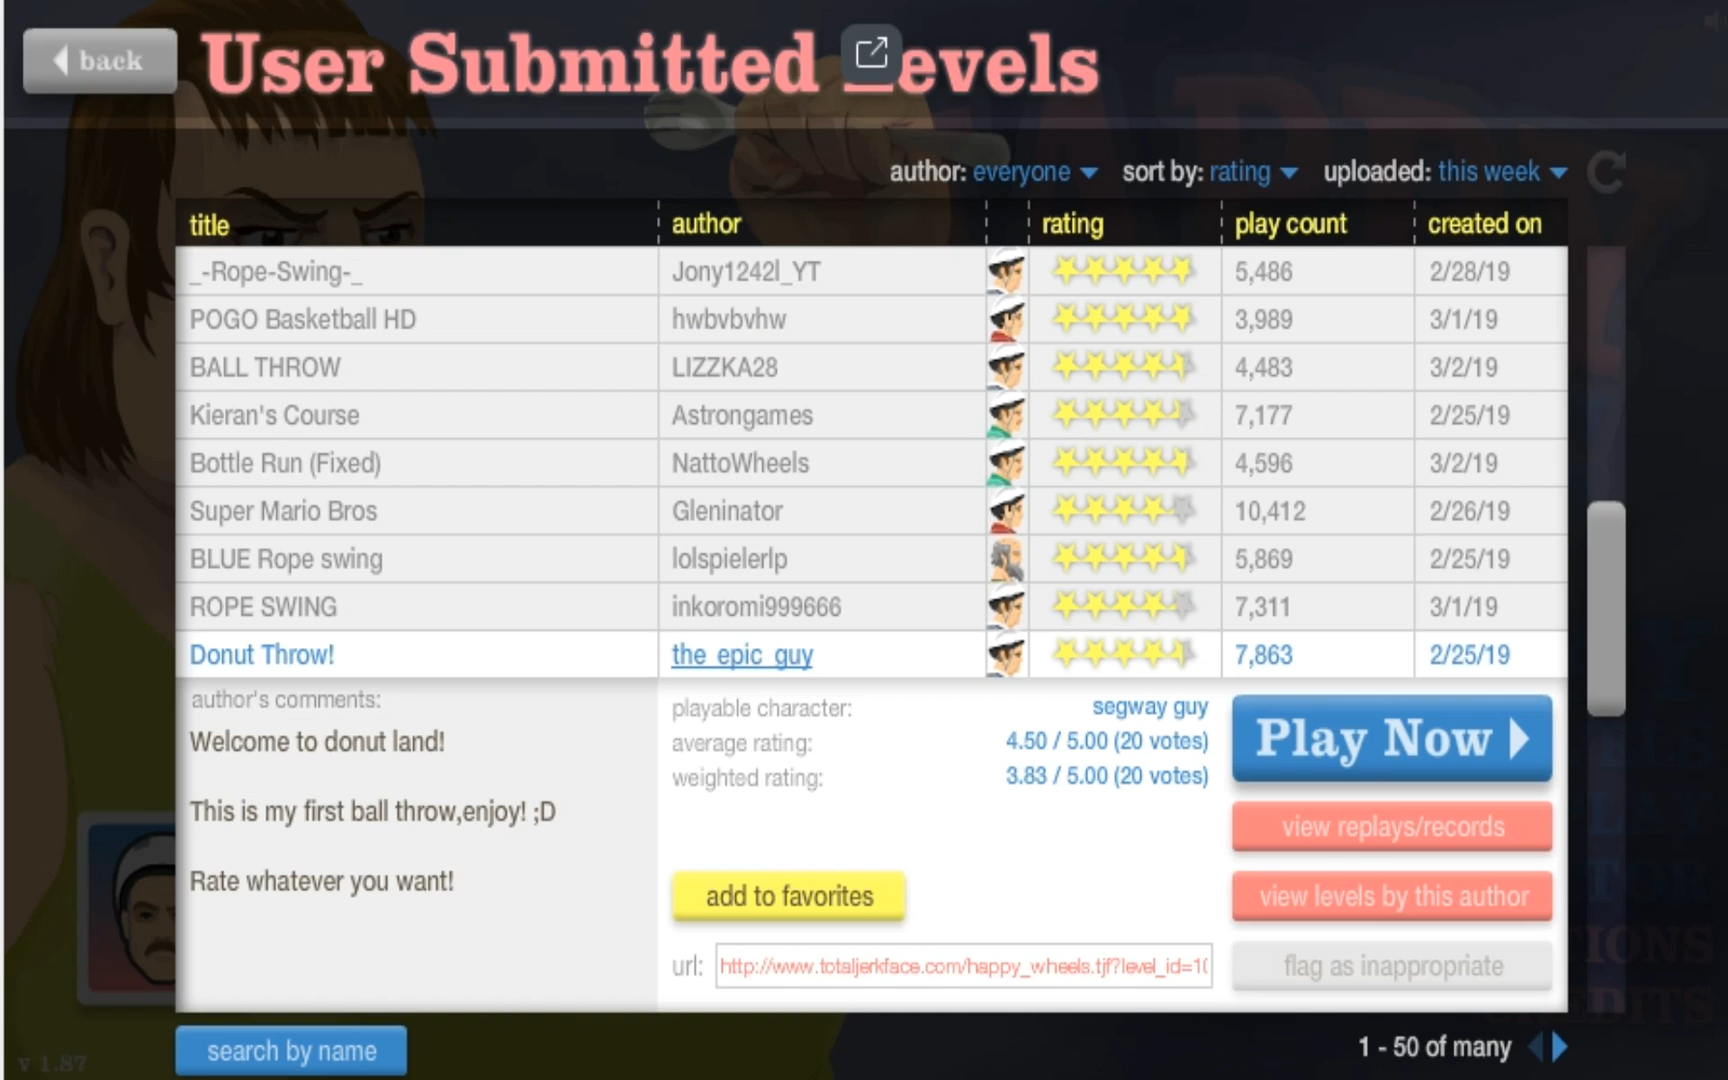 back
User Submitted Levels
author: everyone sort by: rating uploaded: this week
title author rating play count created on
_-Rope-Swing-_ Jony1242l_YT 5,486 2/28/19
POGO Basketball HD hwbvbvhw 3,989 3/1/19
BALL THROW LIZZKA28 4,483 3/2/19
Kieran's Course Astrongames 7,177 2/25/19
Bottle Run (Fixed) NattoWheels 4,596 3/2/19
Super Mario Bros Gleninator 10,412 2/26/19
BLUE Rope swing lolspielerlp 5,869 2/25/19
ROPE SWING inkoromi999666 7,311 3/1/19
Donut Throw! the epic guy 7,863 2/25/19
author's comments:
Welcome to donut land!
This is my first ball throw,enjoy! ;D
Rate whatever you want!
playable character: segway guy
average rating: 4.50 / 5.00 (20 votes)
weighted rating: 3.83 / 5.00 (20 votes)
add to favorites
url: http://www.totaljerkface.com/happy_wheels.tjf?level_id=1(
Play Now
view replays/records
view levels by this author
flag as inappropriate
search by name
1 - 50 of many
v 1.87